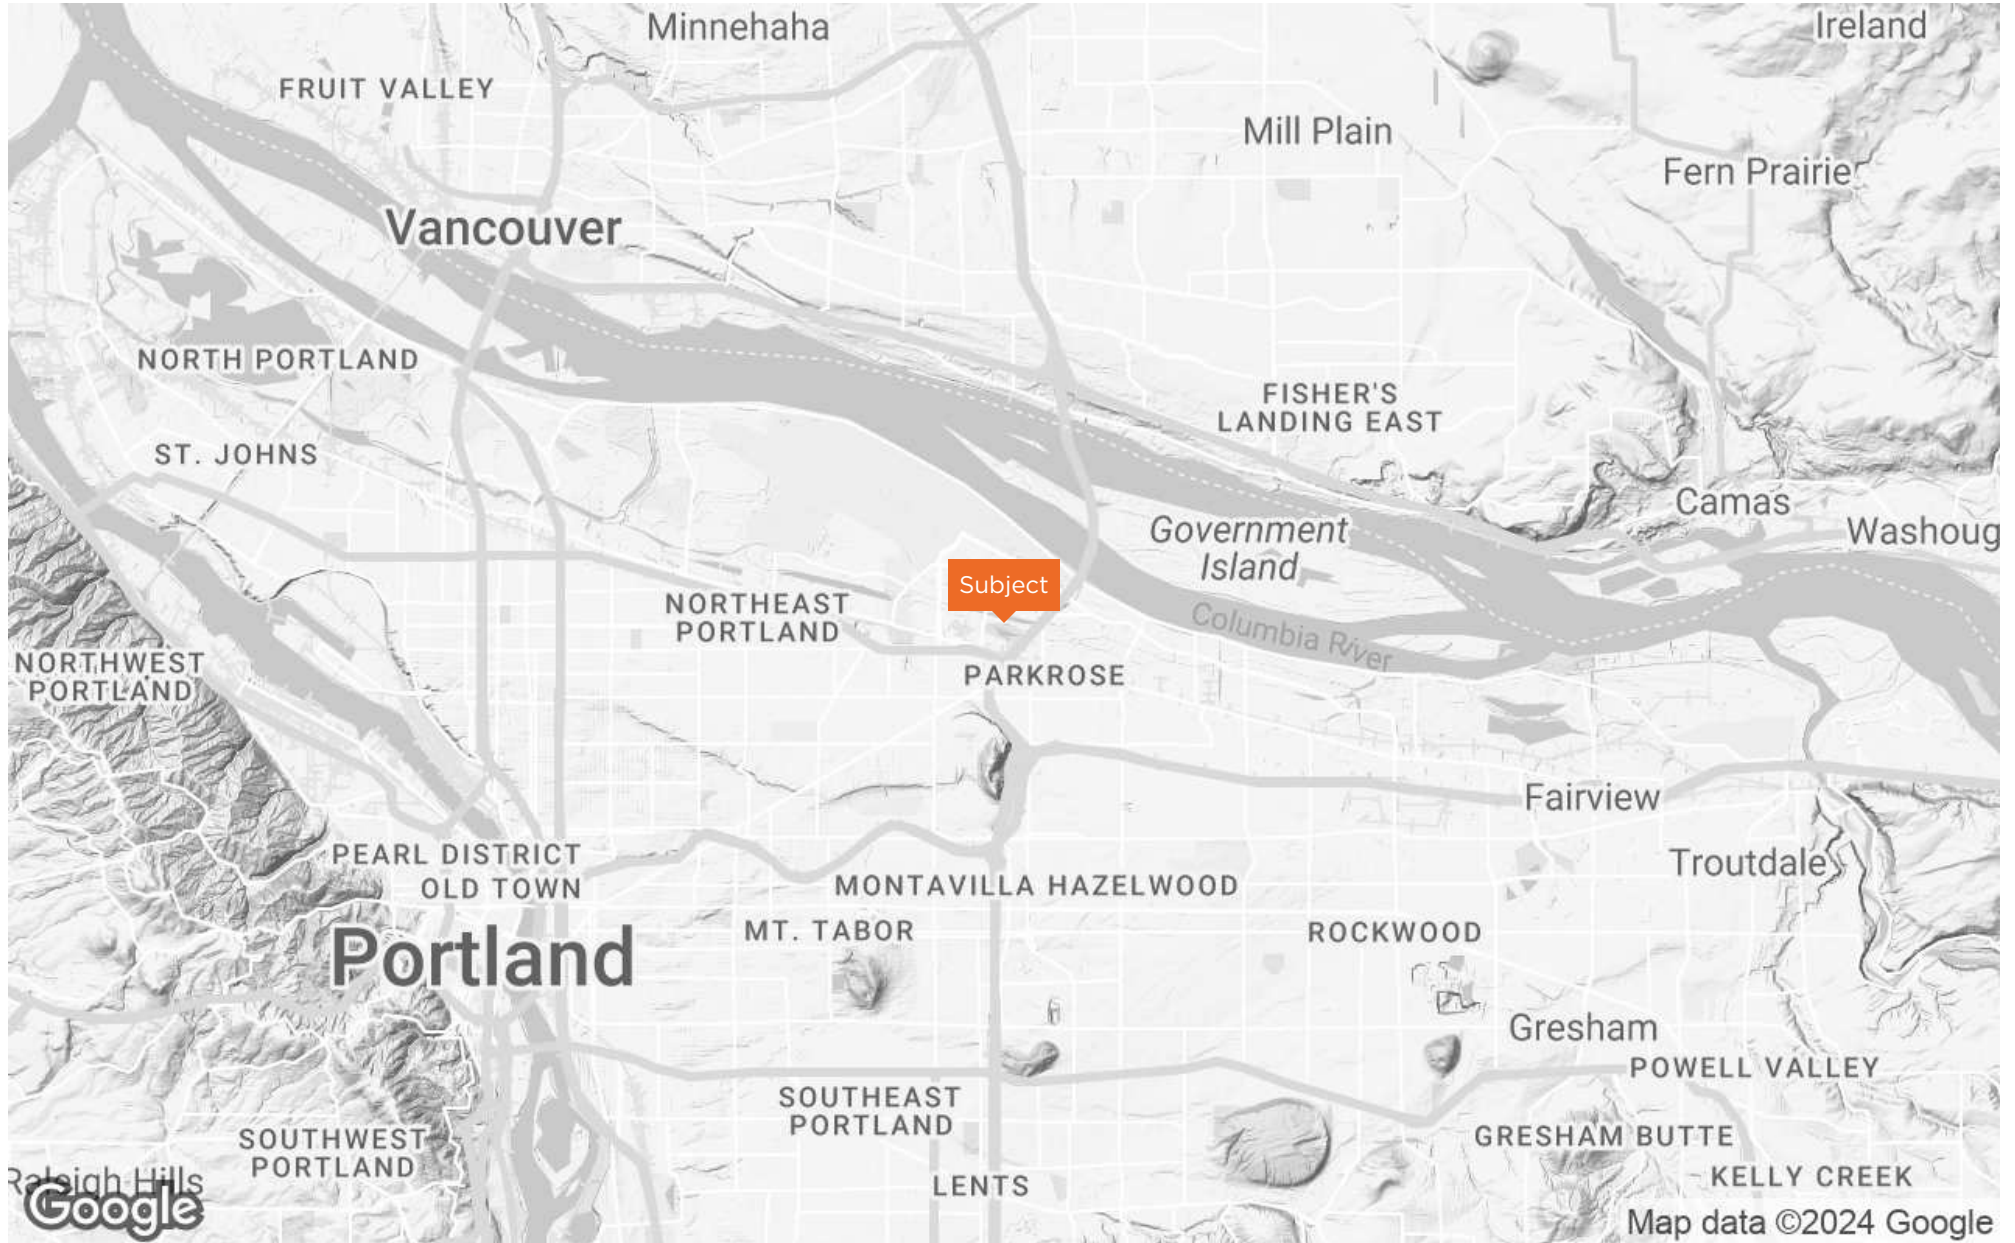 Minnehaha
Ireland
FRUIT VALLEY
Mill Plain
Fern Prairie
Vancouver
NORTH PORTLAND
FISHER'S
LANDING EAST
ST. JOHNS
Camas
Government
Island
Washoug
Subject
NORTHEAST
PORTLAND
Columbia River
NORTHWEST
PORTLAND
PARKROSE
Fairview
PEARL DISTRICT
OLD TOWN
Troutdale
MONTAVILLA HAZELWOOD
MT. TABOR
ROCKWOOD
Portland
Gresham
POWELL VALLEY
SOUTHEAST
PORTLAND
SOUTHWEST
PORTLAND
GRESHAM BUTTE
Raleigh Hills
LENTS
KELLY CREEK
Google
Map data ©2024 Google